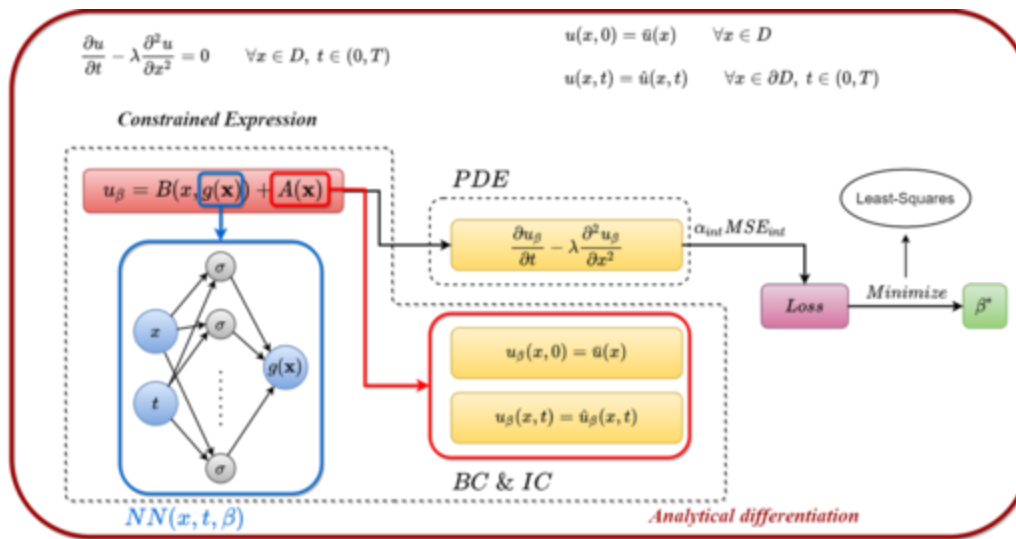 ∂u/∂t − λ ∂²u/∂x² = 0 ∀x ∈ D, t ∈ (0, T)
u(x, 0) = ū(x) ∀x ∈ D
u(x, t) = û(x, t) ∀x ∈ ∂D, t ∈ (0, T)
Constrained Expression
u_β = B(x, g(𝐱)) + A(𝐱)
PDE
∂u_β/∂t − λ ∂²u_β/∂x²
α_int MSE_int
Least-Squares
Loss
Minimize
β*
σ
x
σ
g(𝐱)
t
σ
u_β(x, 0) = ū(x)
u_β(x, t) = û_β(x, t)
BC & IC
NN(x, t, β)
Analytical differentiation